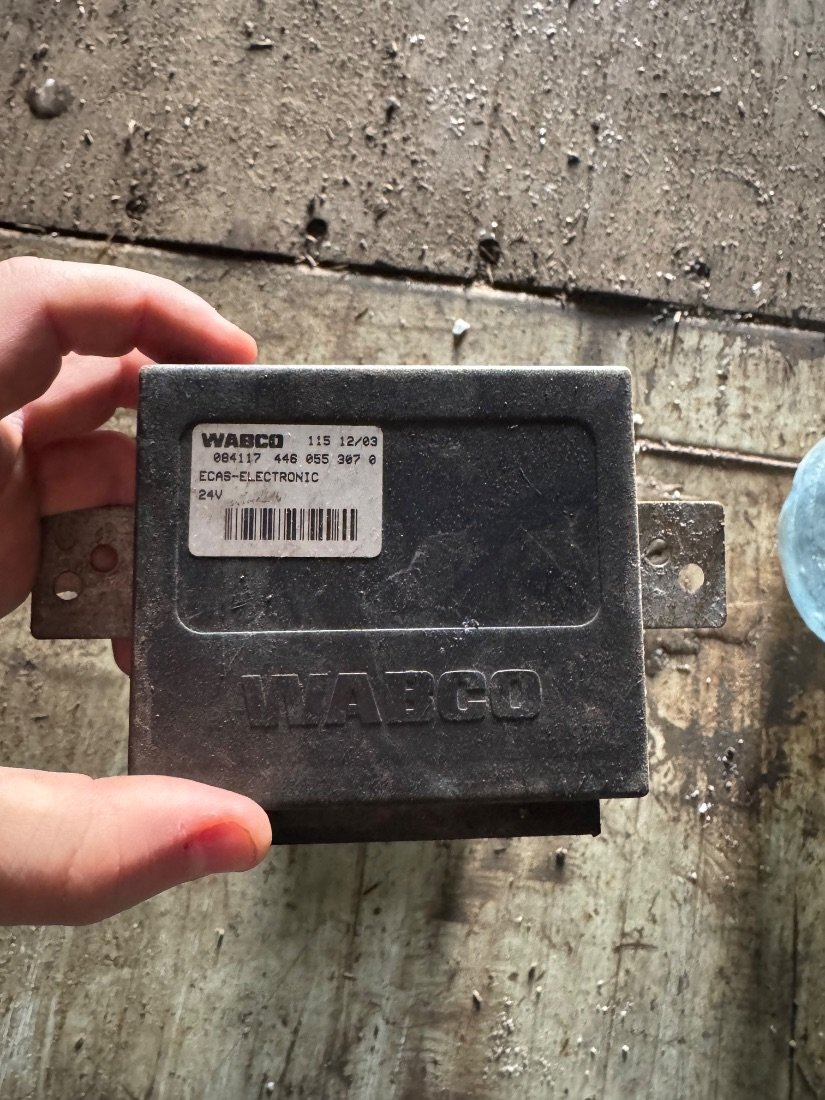 WABCO 115 12/03
084117 446 055 307 0
ECAS-ELECTRONIC
24V
WABCO